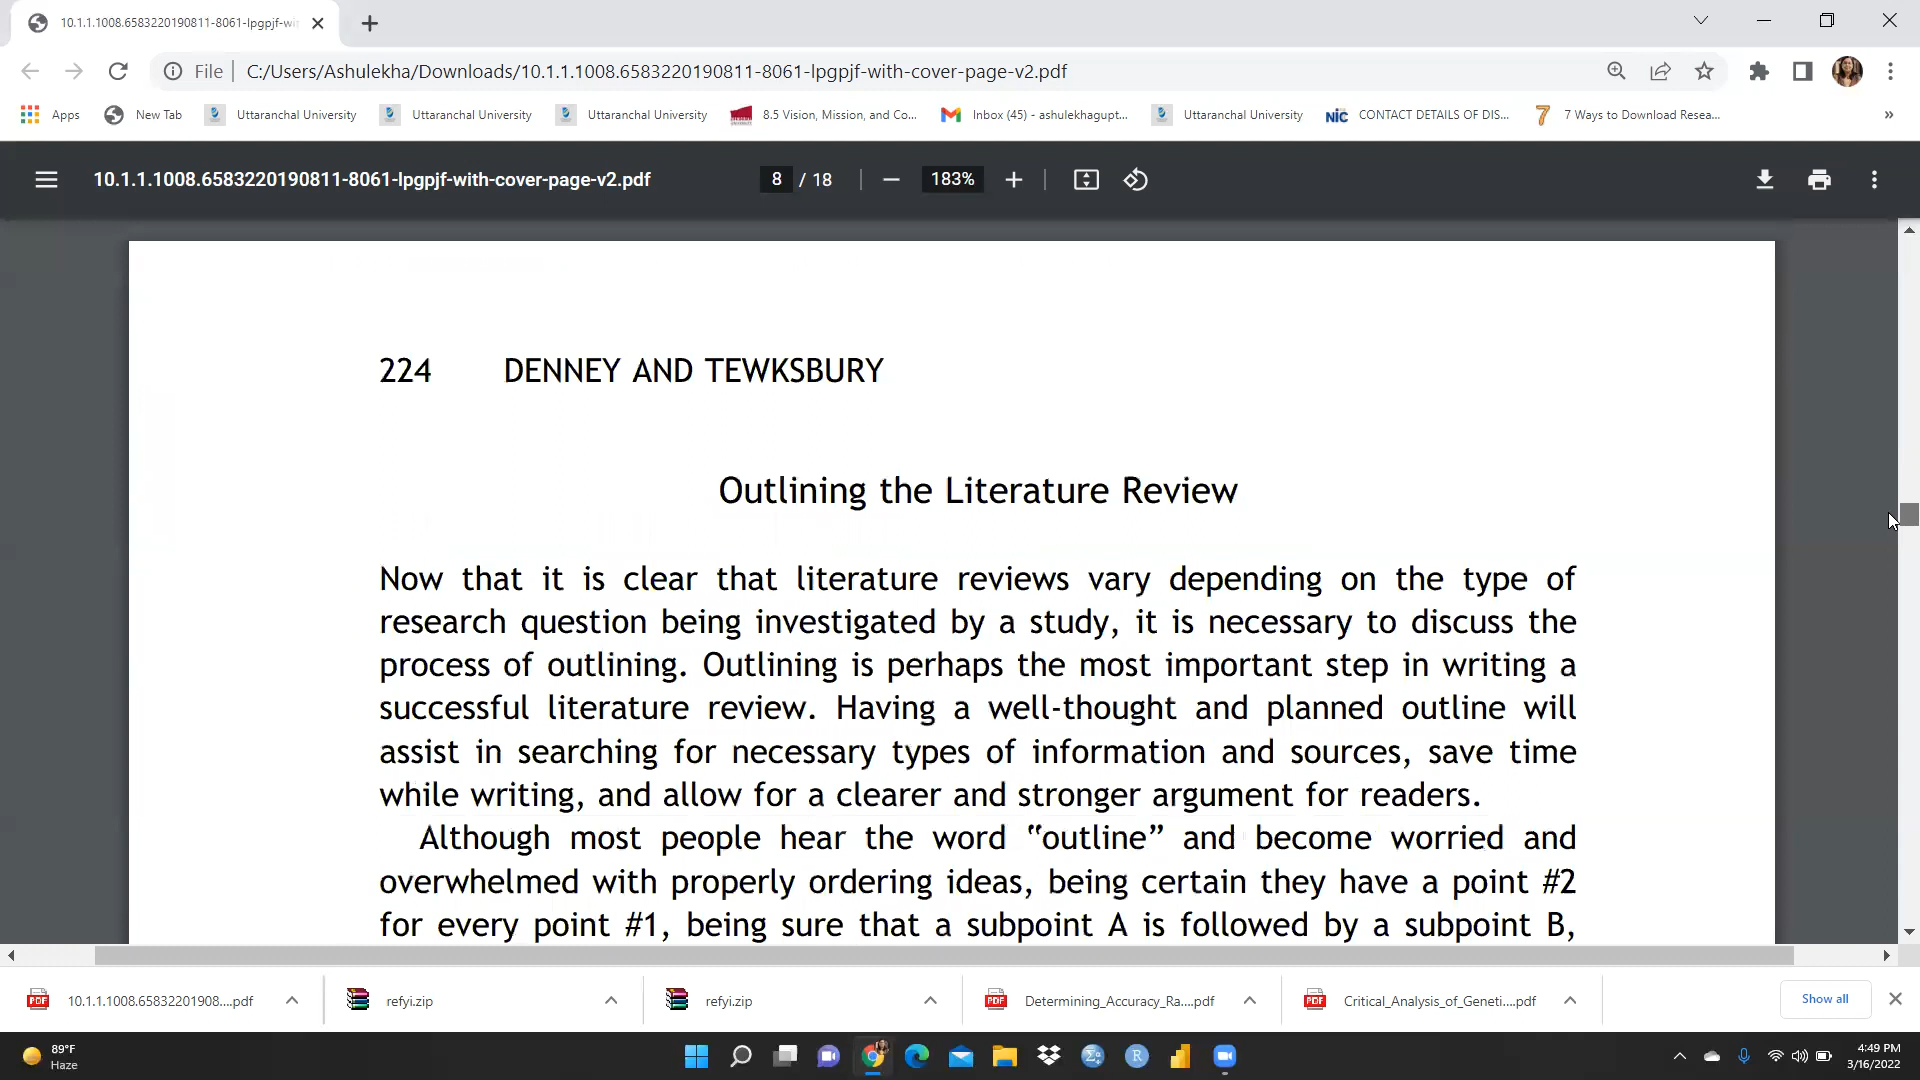 10.1.1.1008.6583220190811-8061-lpgpjf-wi
File
C:/Users/Ashulekha/Downloads/10.1.1.1008.6583220190811-8061-lpgpjf-with-cover-page-v2.pdf
Apps
New Tab
Uttaranchal University
Uttaranchal University
Uttaranchal University
8.5 Vision, Mission, and Co...
Inbox (45) - ashulekhagupt...
Uttaranchal University
NIC
CONTACT DETAILS OF DIS...
7
7 Ways to Download Resea...
»
10.1.1.1008.6583220190811-8061-lpgpjf-with-cover-page-v2.pdf
8 / 18
183%
224 DENNEY AND TEWKSBURY
Outlining the Literature Review
Now that it is clear that literature reviews vary depending on the type of
research question being investigated by a study, it is necessary to discuss the
process of outlining. Outlining is perhaps the most important step in writing a
successful literature review. Having a well-thought and planned outline will
assist in searching for necessary types of information and sources, save time
while writing, and allow for a clearer and stronger argument for readers.
Although most people hear the word “outline” and become worried and
overwhelmed with properly ordering ideas, being certain they have a point #2
for every point #1, being sure that a subpoint A is followed by a subpoint B,
PDF
10.1.1.1008.65832201908....pdf
refyi.zip
refyi.zip
PDF
Determining_Accuracy_Ra....pdf
PDF
Critical_Analysis_of_Geneti....pdf
Show all
89°F
Haze
R
4:49 PM
3/16/2022